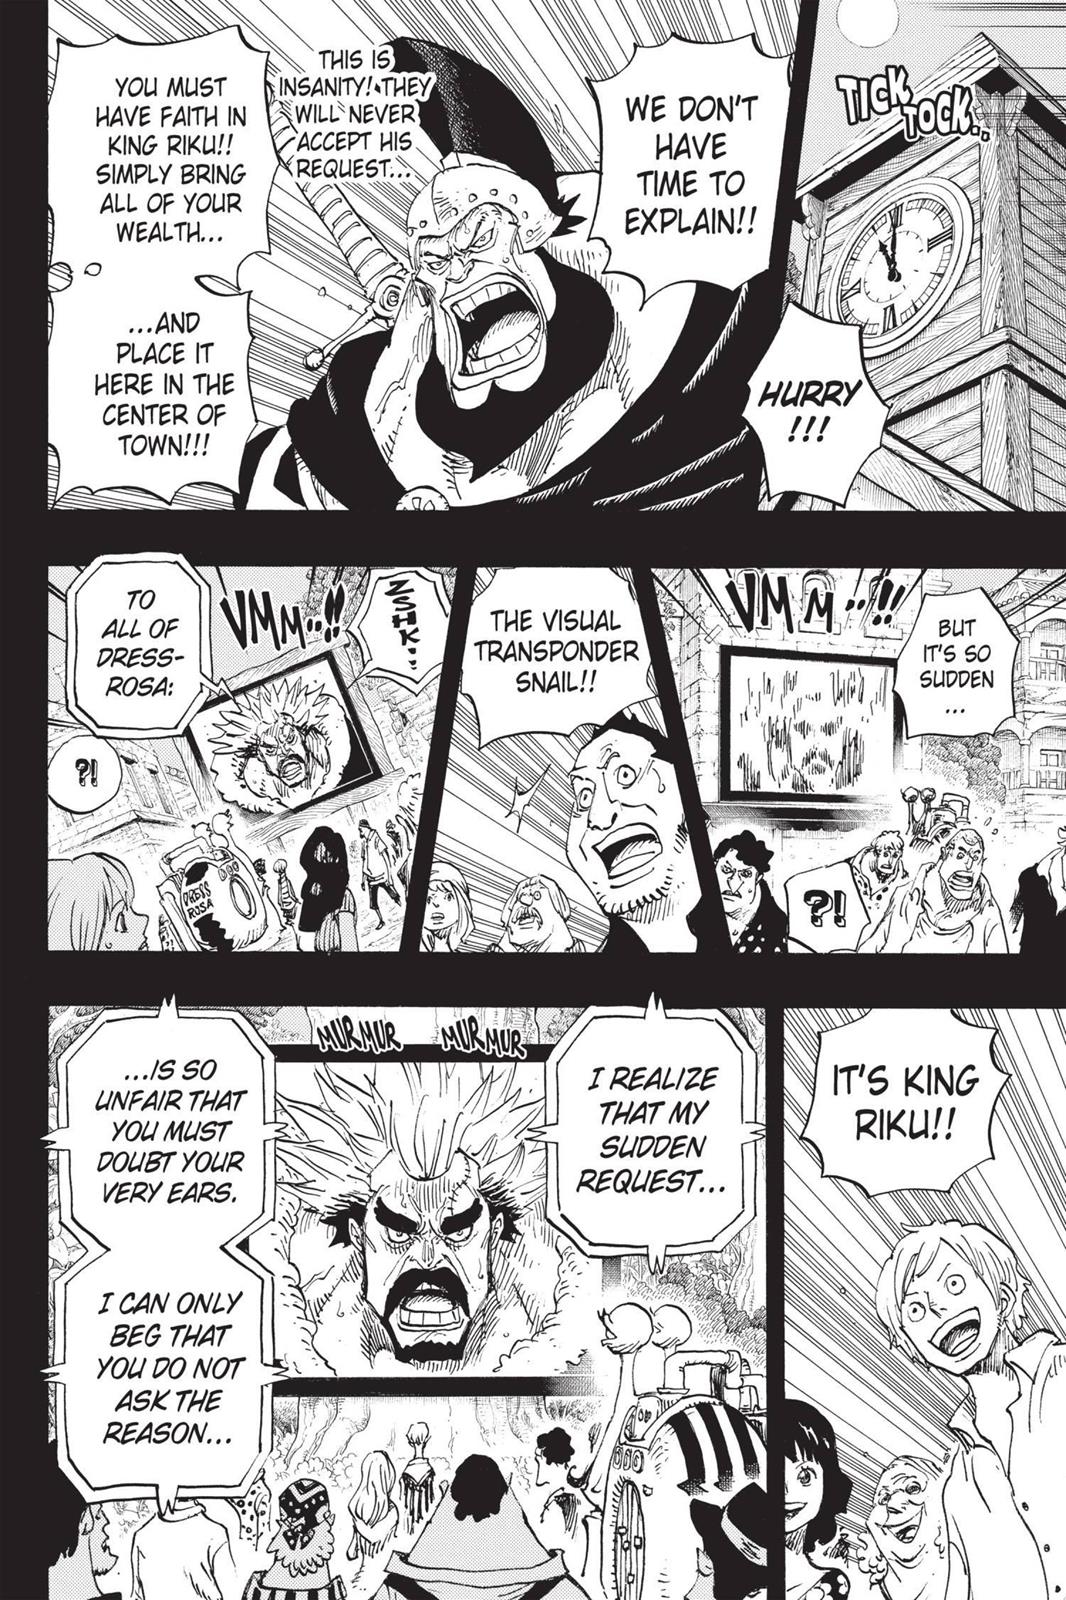 TICK
TOCK..
HURRY
!!!
WE DON'T
HAVE
TIME TO
EXPLAIN!!
THIS IS
INSANITY! THEY
WILL NEVER
ACCEPT HIS
REQUEST...
YOU MUST
HAVE FAITH IN
KING RIKU!!
SIMPLY BRING
ALL OF YOUR
WEALTH...
...AND
PLACE IT
HERE IN THE
CENTER OF
TOWN!!!
BUT
IT'S SO
SUDDEN
...
VMM..!!
?!
THE VISUAL
TRANSPONDER
SNAIL!!
ZSHK...
VMM..!!
TO
ALL OF
DRESS-
ROSA:
?!
DRESS
ROSA
IT'S KING
RIKU!!
I REALIZE
THAT MY
SUDDEN
REQUEST...
MURMUR
MURMUR
...IS SO
UNFAIR THAT
YOU MUST
DOUBT YOUR
VERY EARS.
I CAN ONLY
BEG THAT
YOU DO NOT
ASK THE
REASON...